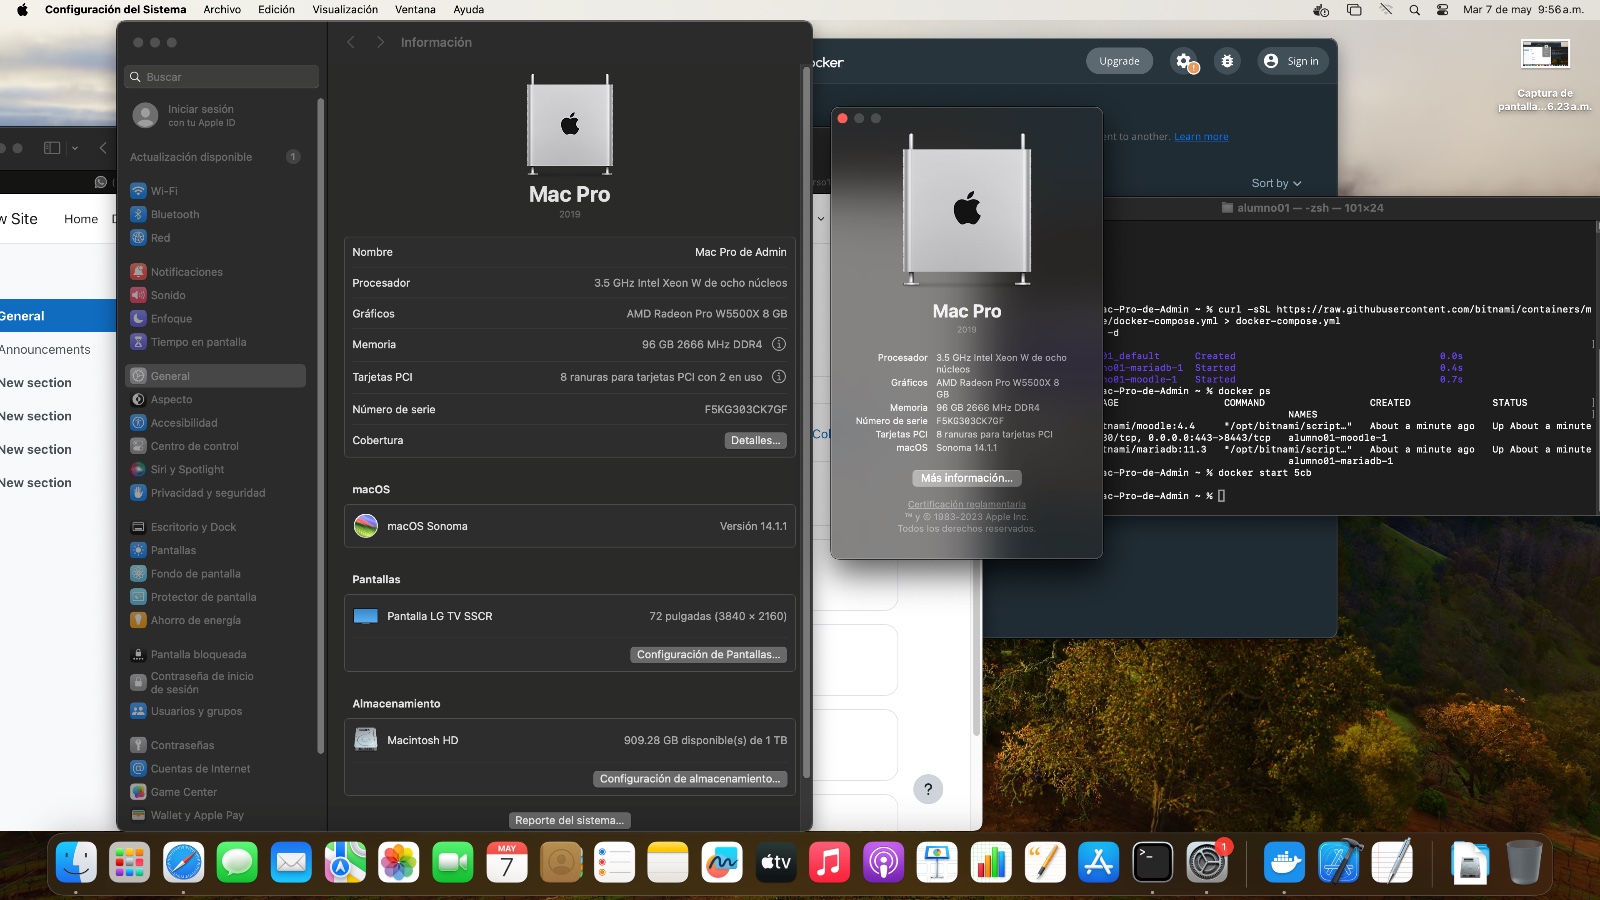 Configuración del Sistema Archivo Edición Visualización Ventana Ayuda
Mar 7 de may 9:56 a.m.
Buscar
Iniciar sesión
con tu Apple ID
Actualización disponible 1
Wi-Fi
Bluetooth
Red
Notificaciones
Sonido
Enfoque
Tiempo en pantalla
General
Aspecto
Accesibilidad
Centro de control
Siri y Spotlight
Privacidad y seguridad
Escritorio y Dock
Pantallas
Fondo de pantalla
Protector de pantalla
Ahorro de energía
Pantalla bloqueada
Contraseña de inicio
de sesión
Usuarios y grupos
Contraseñas
Cuentas de Internet
Game Center
Wallet y Apple Pay
Información
Mac Pro
2019
Nombre Mac Pro de Admin
Procesador 3.5 GHz Intel Xeon W de ocho núcleos
Gráficos AMD Radeon Pro W5500X 8 GB
Memoria 96 GB 2666 MHz DDR4
Tarjetas PCI 8 ranuras para tarjetas PCI con 2 en uso
Número de serie F5KG303CK7GF
Cobertura Detalles...
macOS
macOS Sonoma Versión 14.1.1
Pantallas
Pantalla LG TV SSCR 72 pulgadas (3840 × 2160)
Configuración de Pantallas...
Almacenamiento
Macintosh HD 909.28 GB disponible(s) de 1 TB
Configuración de almacenamiento...
Reporte del sistema...
w Site Home
General
Announcements
New section
New section
New section
New section
Col
?
ocker
Upgrade
Sign in
ent to another. Learn more
Sort by
Mac Pro
2019
Procesador 3.5 GHz Intel Xeon W de ocho
núcleos
Gráficos AMD Radeon Pro W5500X 8
GB
Memoria 96 GB 2666 MHz DDR4
Número de serie F5KG303CK7GF
Tarjetas PCI 8 ranuras para tarjetas PCI
macOS Sonoma 14.1.1
Más información...
Certificación reglamentaria
™ y © 1983-2023 Apple Inc.
Todos los derechos reservados.
alumno01 — -zsh — 101×24
ac-Pro-de-Admin ~ % curl -sSL https://raw.githubusercontent.com/bitnami/containers/m
e/docker-compose.yml > docker-compose.yml
-d
01_default Created 0.0s
no01-mariadb-1 Started 0.4s
no01-moodle-1 Started 0.7s
ac-Pro-de-Admin ~ % docker ps
AGE COMMAND CREATED STATUS
NAMES
tnami/moodle:4.4 "/opt/bitnami/script…" About a minute ago Up About a minute
80/tcp, 0.0.0.0:443->8443/tcp alumno01-moodle-1
tnami/mariadb:11.3 "/opt/bitnami/script…" About a minute ago Up About a minute
alumno01-mariadb-1
ac-Pro-de-Admin ~ % docker start 5cb
ac-Pro-de-Admin ~ %
Captura de
pantalla...6.23 a.m.
MAY
7
tv
1